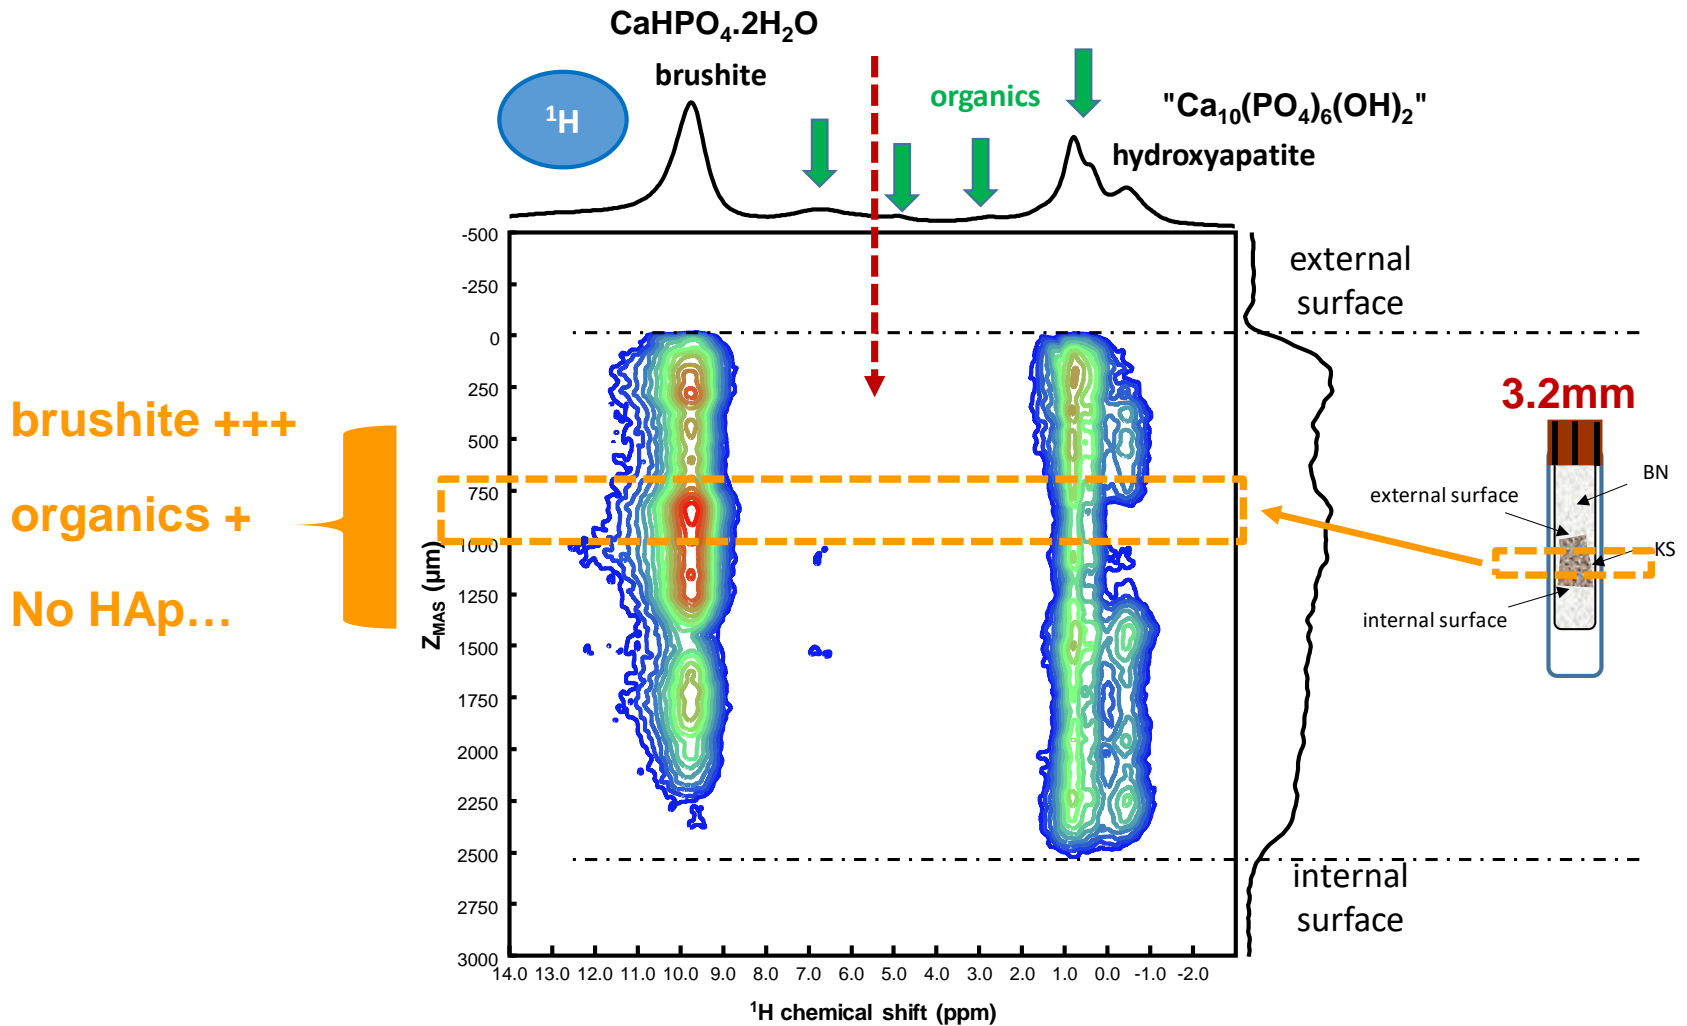 CaHPO₄.2H₂O
brushite
¹H
organics
"Ca₁₀(PO₄)₆(OH)₂"
hydroxyapatite
external
surface
-500
-250
0
250
500
750
1000
1250
1500
1750
2000
2250
2500
2750
3000
Z_MAS (µm)
14.0 13.0 12.0 11.0 10.0 9.0 8.0 7.0 6.0 5.0 4.0 3.0 2.0 1.0 0.0 -1.0 -2.0
¹H chemical shift (ppm)
internal
surface
brushite +++
organics +
No HAp...
3.2mm
BN
external surface
KS
internal surface